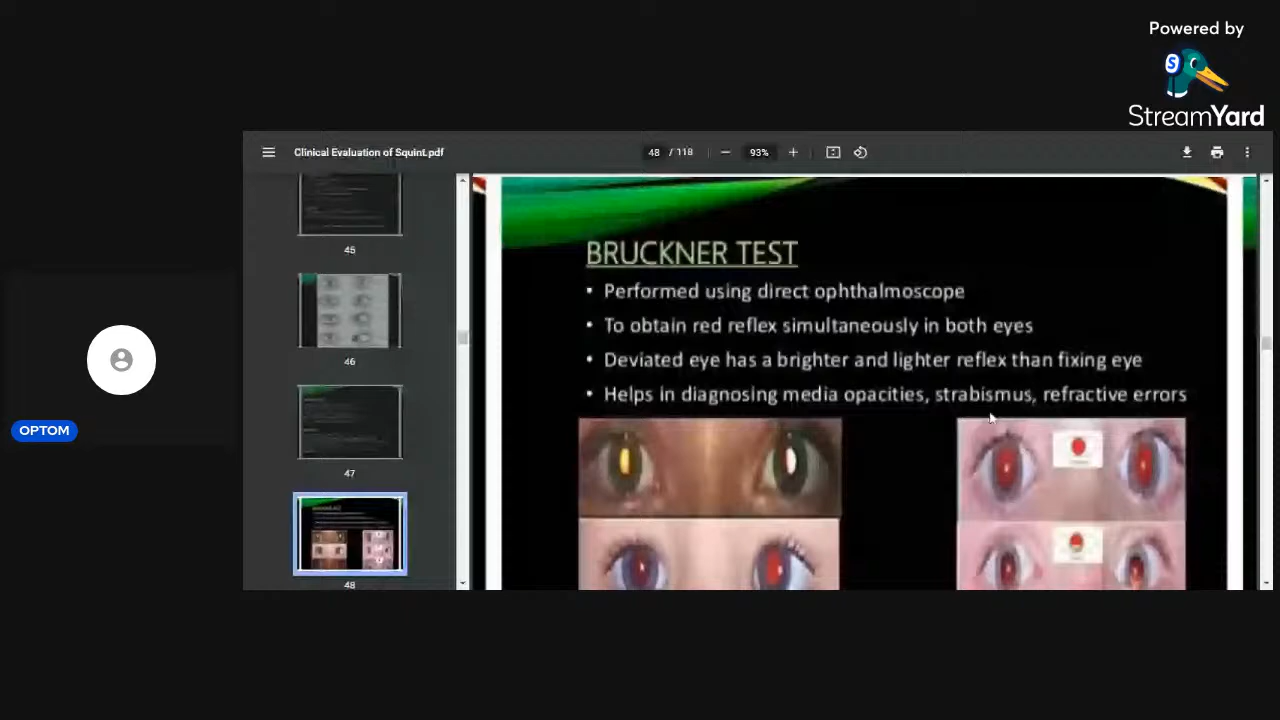 Powered by
StreamYard
Clinical Evaluation of Squint.pdf
48 / 118
93%
45
46
47
48
BRUCKNER TEST
• Performed using direct ophthalmoscope
• To obtain red reflex simultaneously in both eyes
• Deviated eye has a brighter and lighter reflex than fixing eye
• Helps in diagnosing media opacities, strabismus, refractive errors
OPTOM